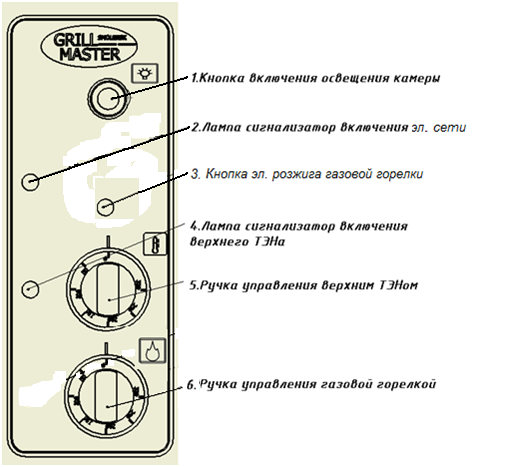 GRILL SMOLENSK
MASTER
1.Кнопка включения освещения камеры
2.Лампа сигнализатор включения эл. сети
3. Кнопка эл. розжига газовой горелки
4.Лампа сигнализатор включения
верхнего ТЭНа
5.Ручка управления верхним ТЭНом
6. Ручка управления газовой горелкой